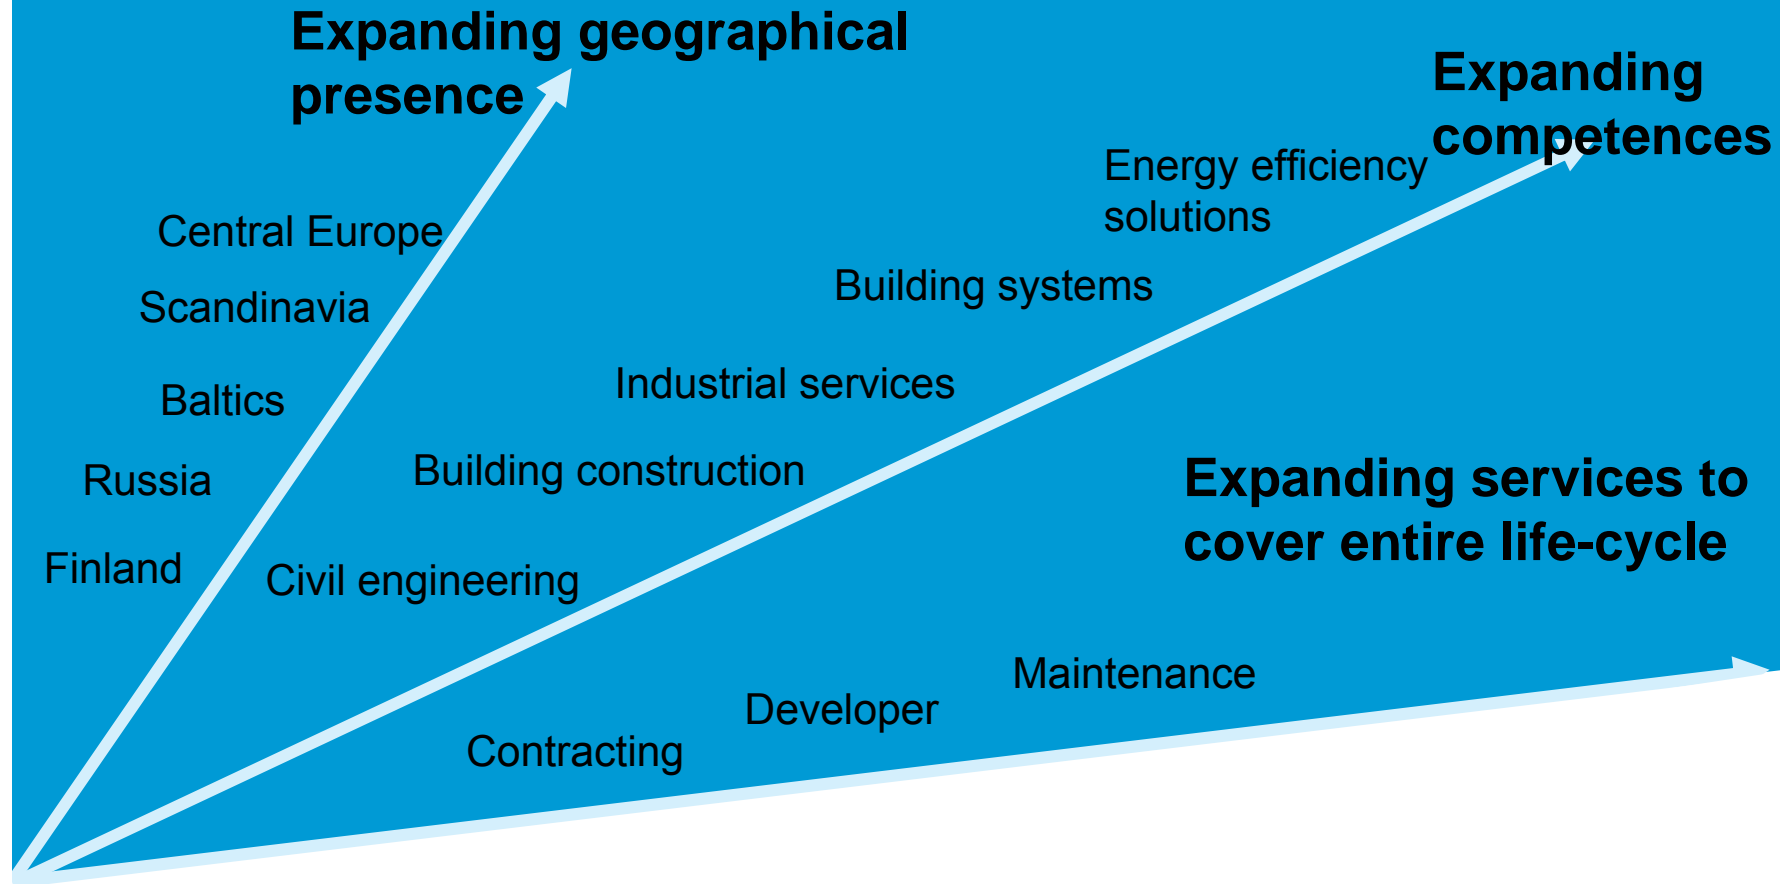 Expanding geographical
presence
Expanding
competences
Energy efficiency
solutions
Central Europe
Building systems
Scandinavia
Industrial services
Baltics
Building construction
Russia
Expanding services to
cover entire life-cycle
Finland
Civil engineering
Maintenance
Developer
Contracting